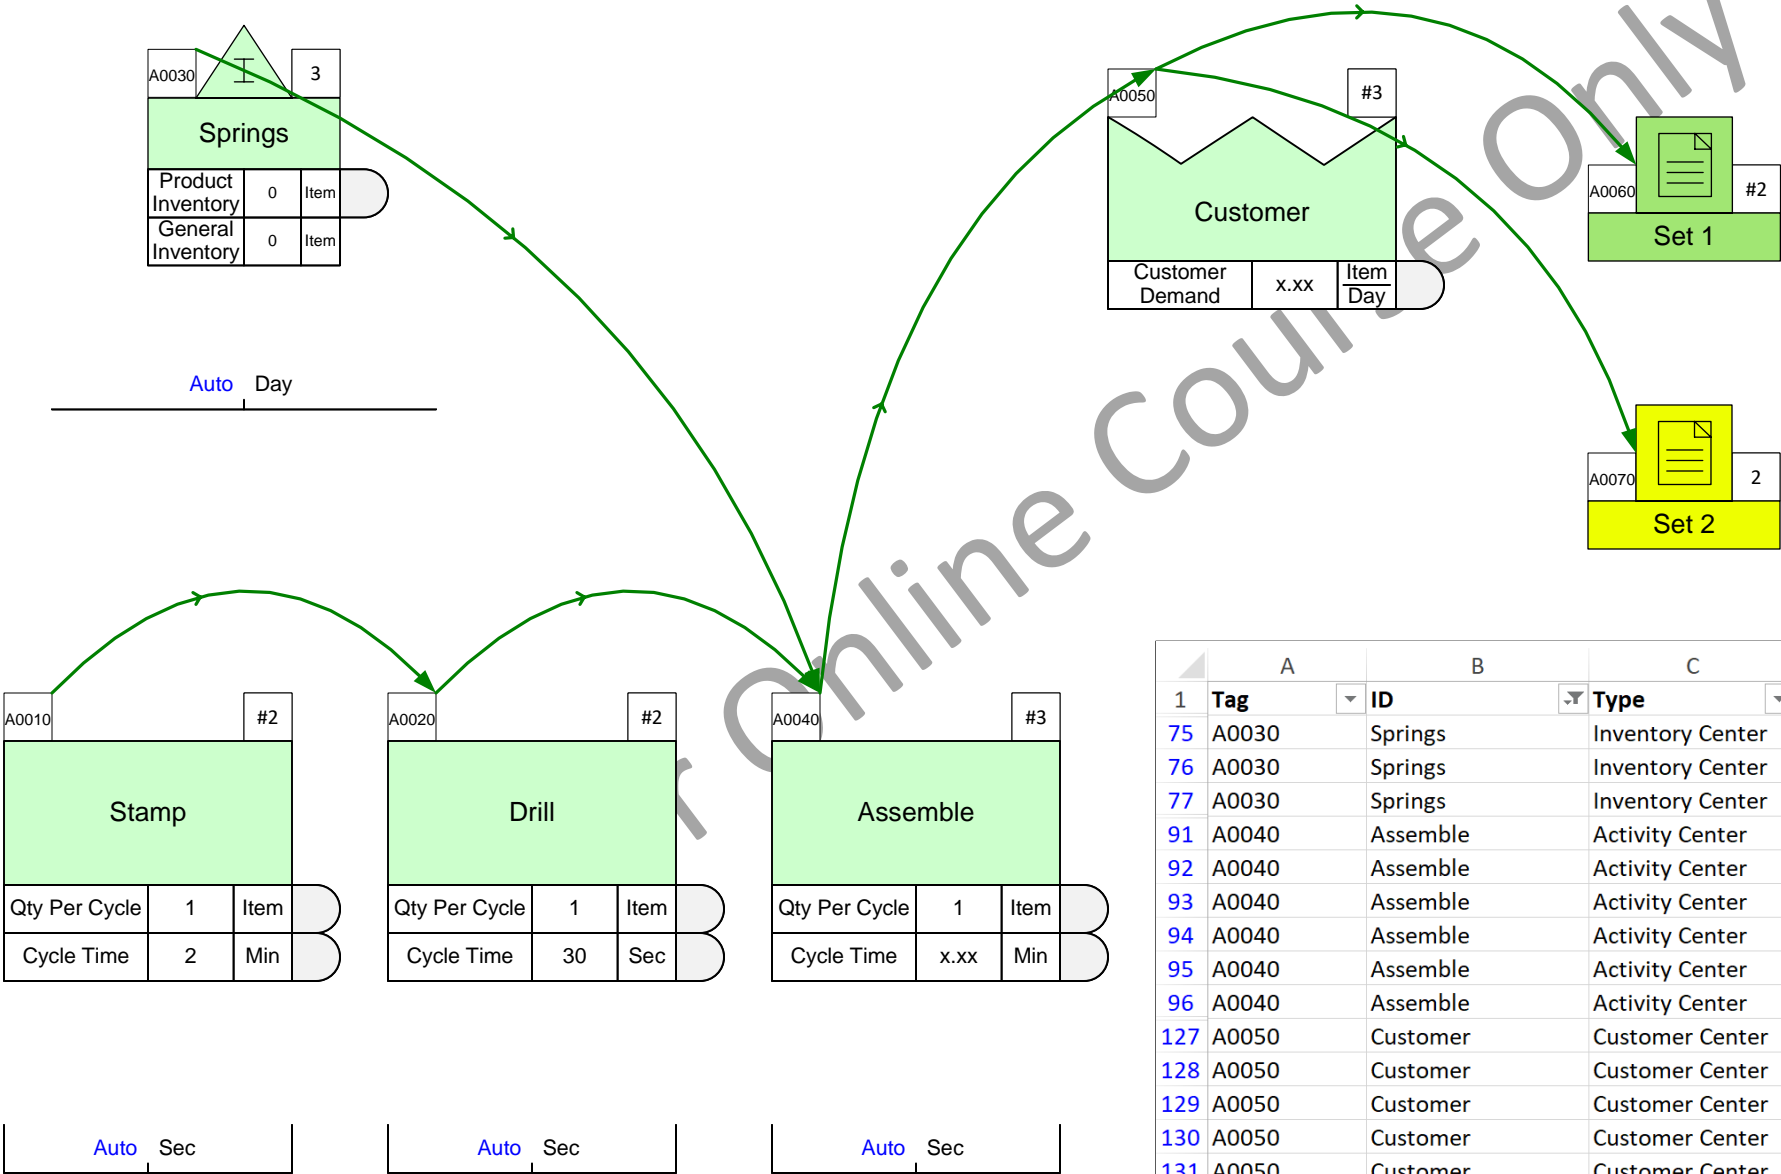 A0030
3
Springs
Product Inventory 0 Item
General Inventory 0 Item
Auto Day
A0050
#3
Customer
Customer Demand x.xx Item Day
A0060
#2
Set 1
A0070
2
Set 2
A0010
#2
Stamp
Qty Per Cycle 1 Item
Cycle Time 2 Min
Auto Sec
A0020
#2
Drill
Qty Per Cycle 1 Item
Cycle Time 30 Sec
Auto Sec
A0040
#3
Assemble
Qty Per Cycle 1 Item
Cycle Time x.xx Min
Auto Sec
r Online Course Only
A B C
1 Tag ID Type
75 A0030 Springs Inventory Center
76 A0030 Springs Inventory Center
77 A0030 Springs Inventory Center
91 A0040 Assemble Activity Center
92 A0040 Assemble Activity Center
93 A0040 Assemble Activity Center
94 A0040 Assemble Activity Center
95 A0040 Assemble Activity Center
96 A0040 Assemble Activity Center
127 A0050 Customer Customer Center
128 A0050 Customer Customer Center
129 A0050 Customer Customer Center
130 A0050 Customer Customer Center
131 A0050 Customer Customer Center